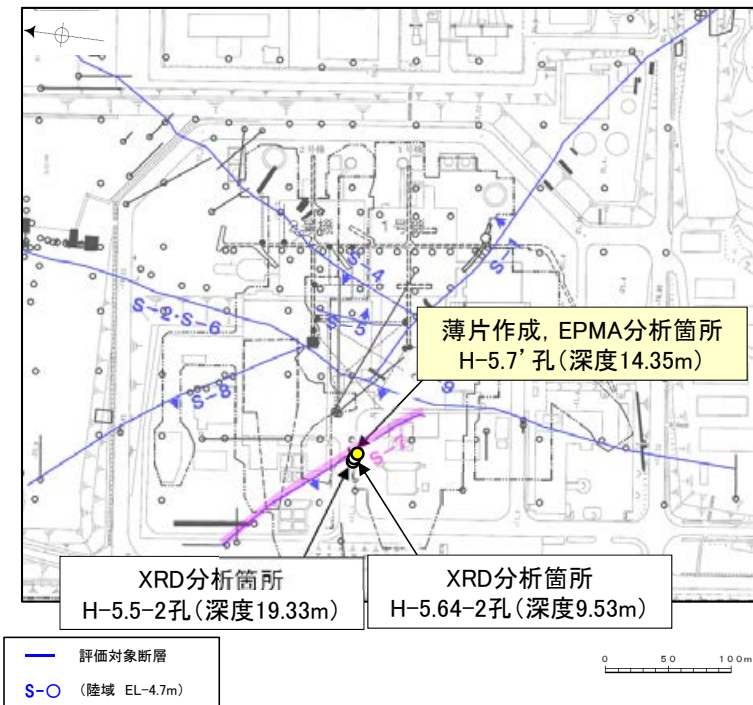 S-4
S-1
S-5
S-2・S-6
薄片作成, EPMA分析箇所
H-5.7’孔(深度14.35m)
S-8
S-7
XRD分析箇所
H-5.5-2孔(深度19.33m)
XRD分析箇所
H-5.64-2孔(深度9.53m)
評価対象断層
S-○ (陸域 EL-4.7m)
0 50 100m